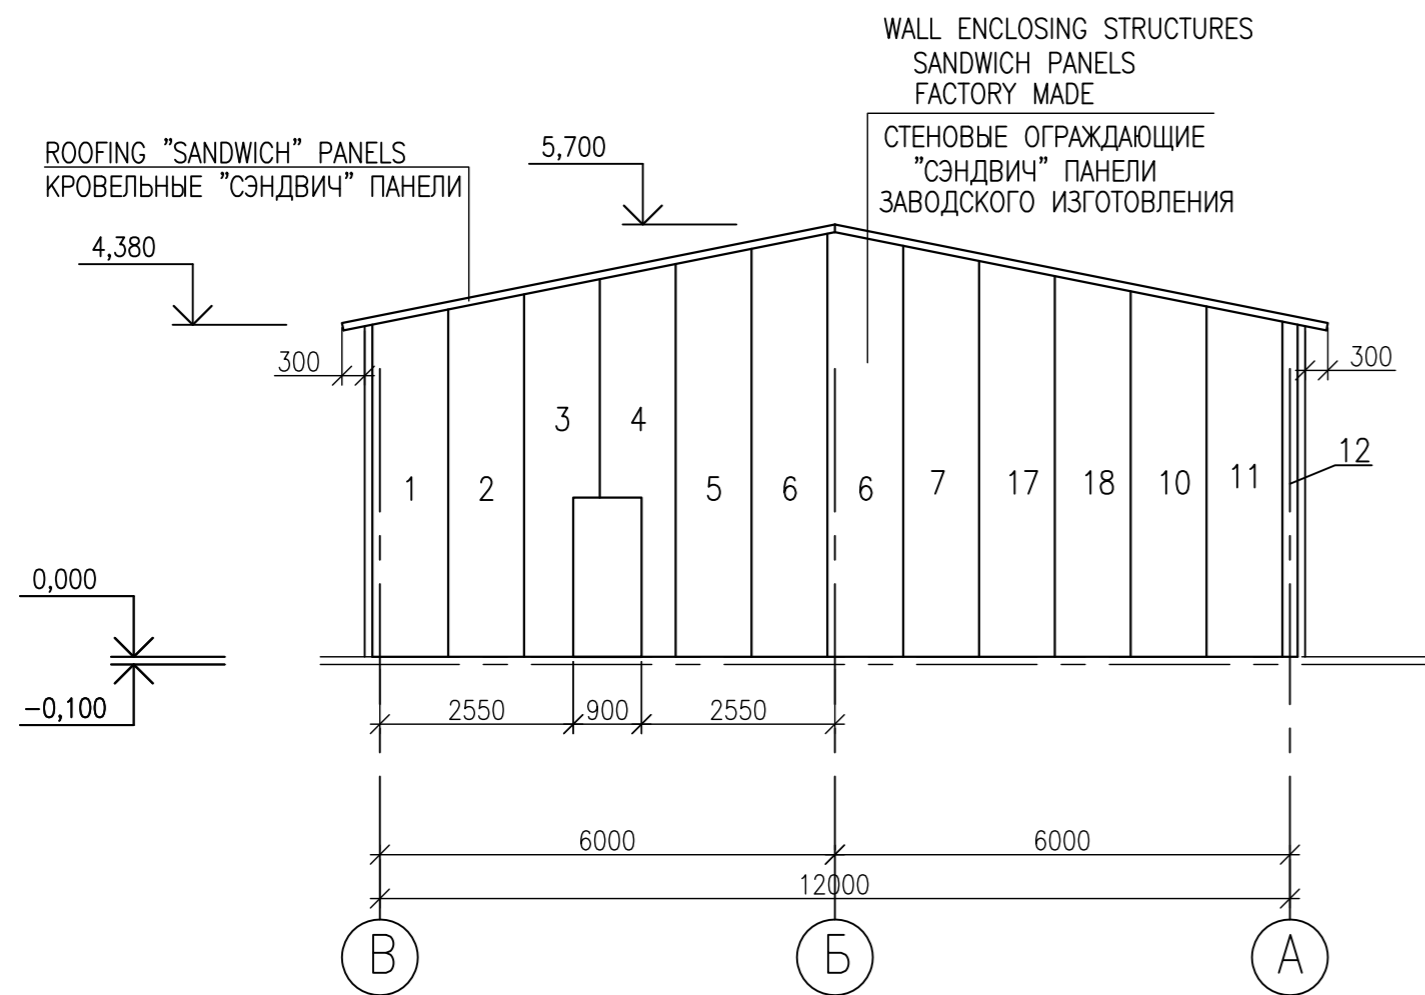 WALL ENCLOSING STRUCTURES
SANDWICH PANELS
FACTORY MADE
СТЕНОВЫЕ ОГРАЖДАЮЩИЕ
"СЭНДВИЧ" ПАНЕЛИ
ЗАВОДСКОГО ИЗГОТОВЛЕНИЯ
ROOFING "SANDWICH" PANELS
КРОВЕЛЬНЫЕ "СЭНДВИЧ" ПАНЕЛИ
5,700
4,380
300
300
3 4
12
1 2 5 6 6 7 17 18 10 11
0,000
-0,100
2550 900 2550
6000 6000
12000
В Б А